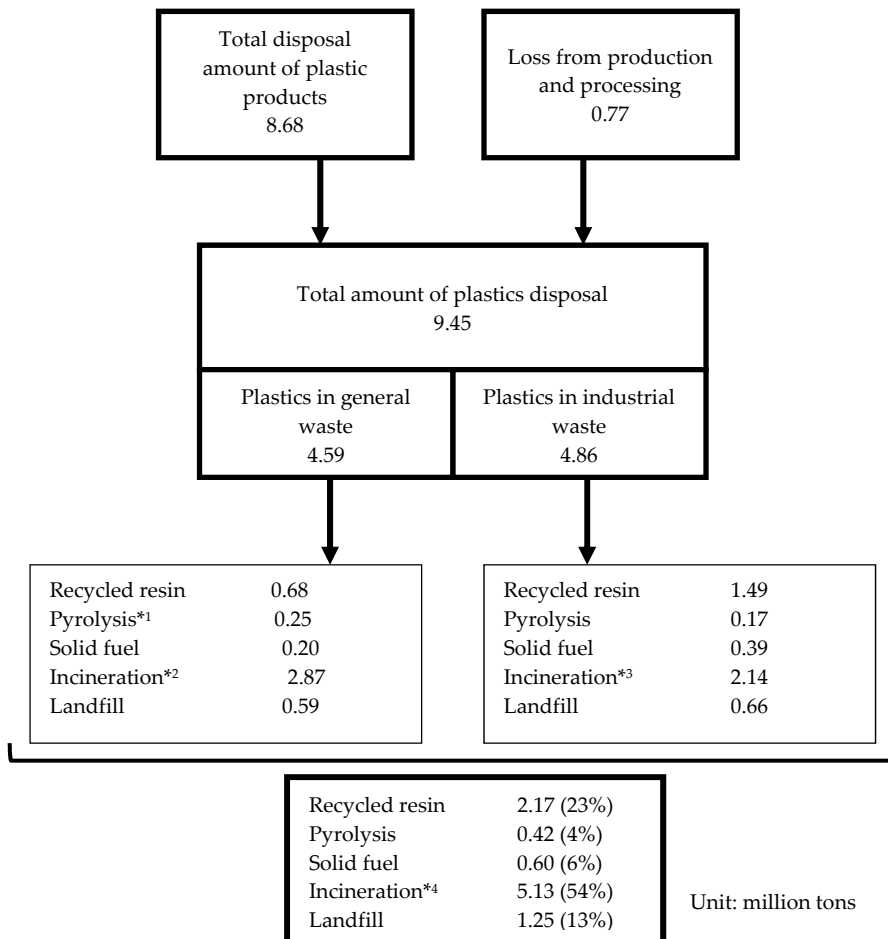 Total disposal
amount of plastic
products
8.68
Loss from production
and processing
0.77
Total amount of plastics disposal
9.45
Plastics in general
waste
4.59
Plastics in industrial
waste
4.86
Recycled resin 0.68
Pyrolysis*1 0.25
Solid fuel 0.20
Incineration*2 2.87
Landfill 0.59
Recycled resin 1.49
Pyrolysis 0.17
Solid fuel 0.39
Incineration*3 2.14
Landfill 0.66
Recycled resin 2.17 (23%)
Pyrolysis 0.42 (4%)
Solid fuel 0.60 (6%)
Incineration*4 5.13 (54%)
Landfill 1.25 (13%)
Unit: million tons